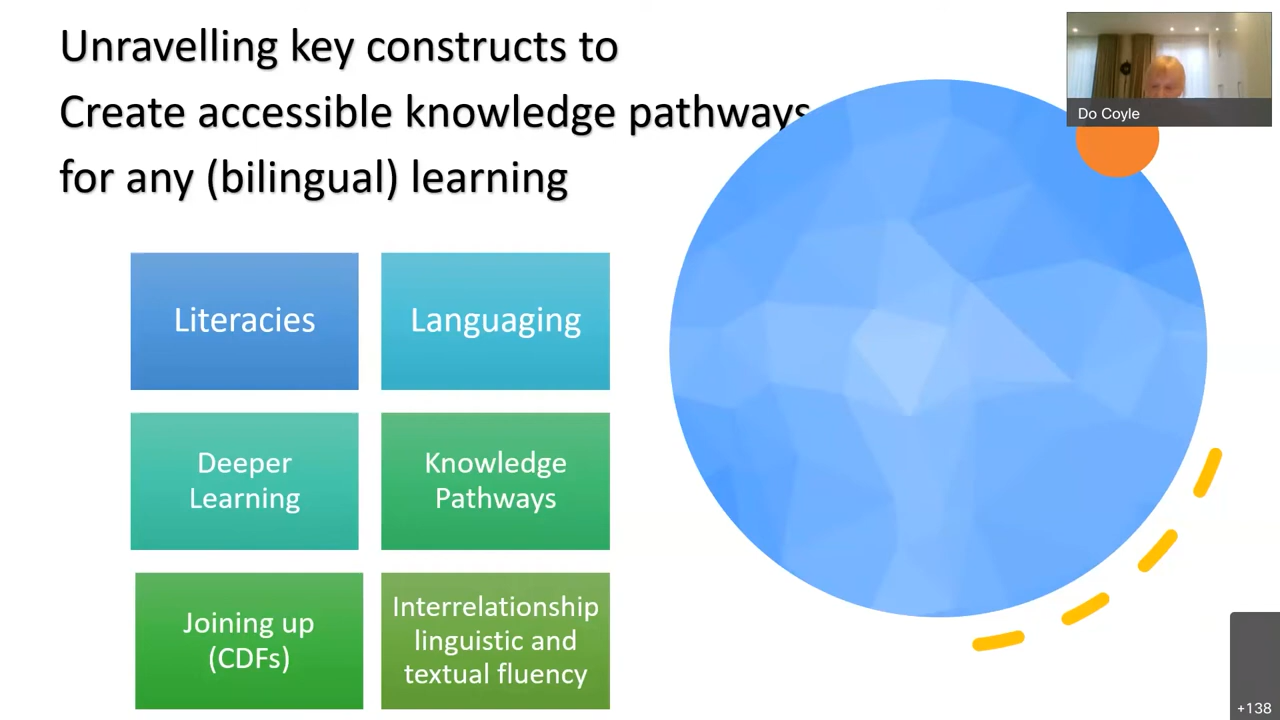 Unravelling key constructs to
Create accessible knowledge pathways
for any (bilingual) learning
Do Coyle
Literacies
Languaging
Deeper
Learning
Knowledge
Pathways
Joining up
(CDFs)
Interrelationship
linguistic and
textual fluency
+138